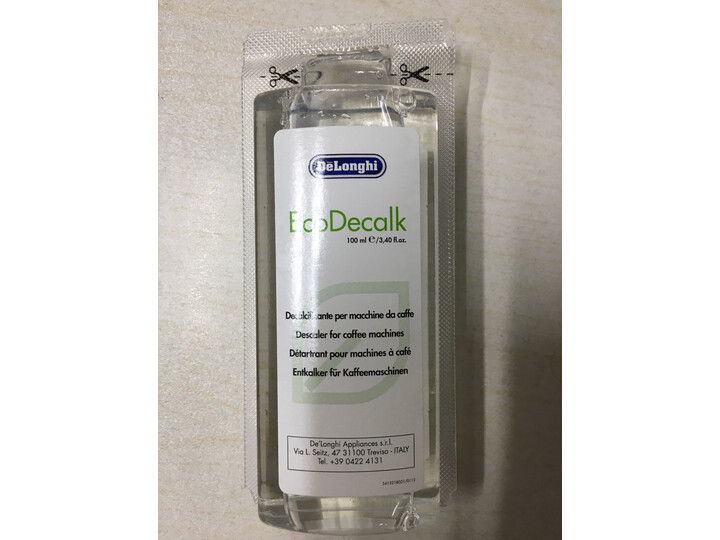 DeLonghi
EcoDecalk
100 ml ℮/3,40 fl.oz.
Decalcificante per macchine da caffe
Descaler for coffee machines
Détartrant pour machines à café
Entkalker für Kaffeemaschinen
De'Longhi Appliances s.r.l.
Via L. Seitz, 47 31100 Treviso - ITALY
Tel. +39 0422 4131